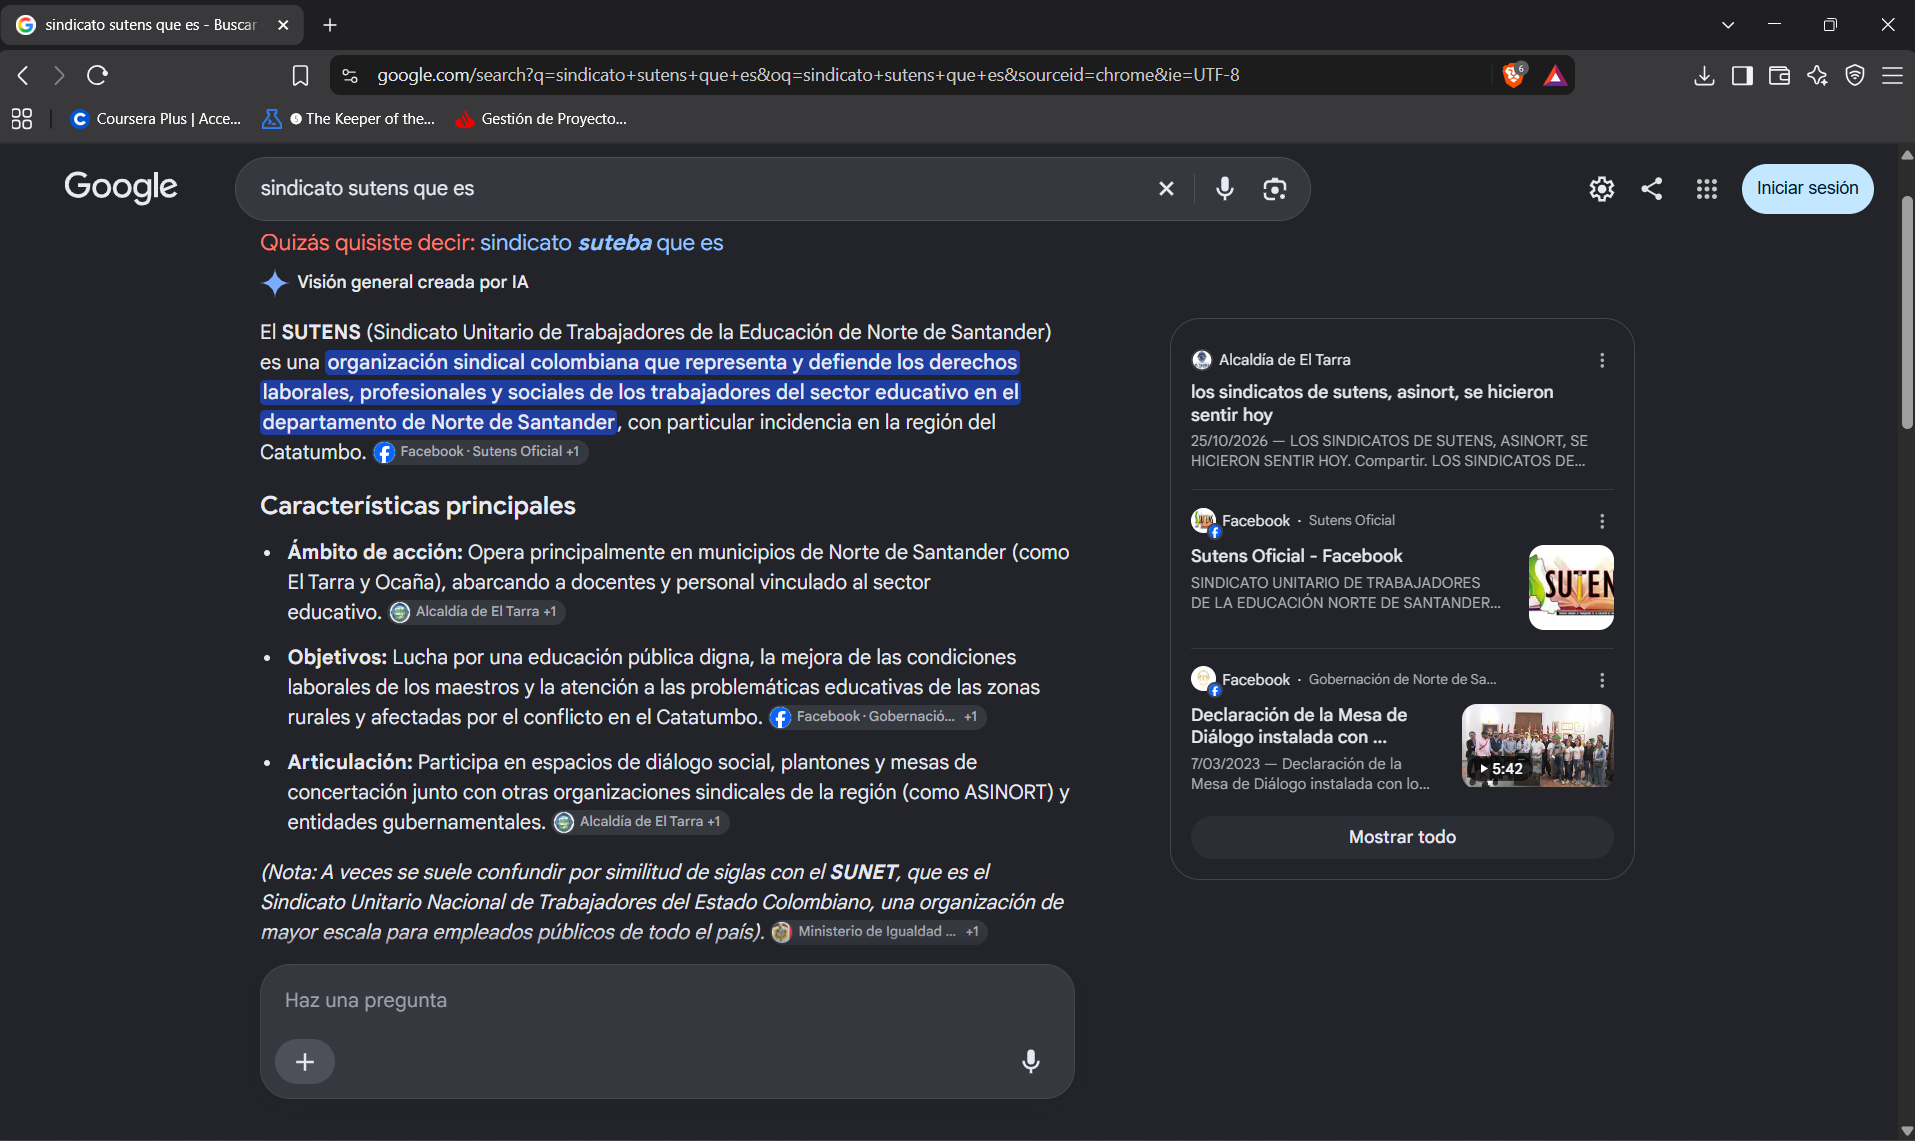 sindicato sutens que es - Buscar
google.com/search?q=sindicato+sutens+que+es&oq=sindicato+sutens+que+es&sourceid=chrome&ie=UTF-8
6
Coursera Plus | Acce...
The Keeper of the...
Gestión de Proyecto...
Google
sindicato sutens que es
Iniciar sesión
Quizás quisiste decir: sindicato suteba que es
Visión general creada por IA
El SUTENS (Sindicato Unitario de Trabajadores de la Educación de Norte de Santander)
es una organización sindical colombiana que representa y defiende los derechos
laborales, profesionales y sociales de los trabajadores del sector educativo en el
departamento de Norte de Santander, con particular incidencia en la región del
Catatumbo. Facebook · Sutens Oficial +1
Características principales
• Ámbito de acción: Opera principalmente en municipios de Norte de Santander (como
El Tarra y Ocaña), abarcando a docentes y personal vinculado al sector
educativo. Alcaldía de El Tarra +1
• Objetivos: Lucha por una educación pública digna, la mejora de las condiciones
laborales de los maestros y la atención a las problemáticas educativas de las zonas
rurales y afectadas por el conflicto en el Catatumbo. Facebook · Gobernació... +1
• Articulación: Participa en espacios de diálogo social, plantones y mesas de
concertación junto con otras organizaciones sindicales de la región (como ASINORT) y
entidades gubernamentales. Alcaldía de El Tarra +1
(Nota: A veces se suele confundir por similitud de siglas con el SUNET, que es el
Sindicato Unitario Nacional de Trabajadores del Estado Colombiano, una organización de
mayor escala para empleados públicos de todo el país). Ministerio de Igualdad ... +1
Haz una pregunta
Alcaldía de El Tarra
los sindicatos de sutens, asinort, se hicieron
sentir hoy
25/10/2026 — LOS SINDICATOS DE SUTENS, ASINORT, SE
HICIERON SENTIR HOY. Compartir. LOS SINDICATOS DE...
Facebook · Sutens Oficial
Sutens Oficial - Facebook
SINDICATO UNITARIO DE TRABAJADORES
DE LA EDUCACIÓN NORTE DE SANTANDER...
SUTEN
Facebook · Gobernación de Norte de Sa...
Declaración de la Mesa de
Diálogo instalada con ...
7/03/2023 — Declaración de la
Mesa de Diálogo instalada con lo...
5:42
Mostrar todo